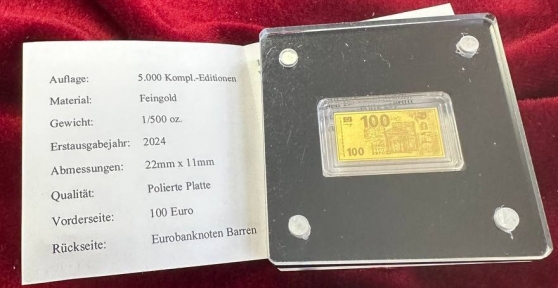 Auflage: 5.000 Kompl.-Editionen
Material: Feingold
Gewicht: 1/500 oz.
Erstausgabejahr: 2024
Abmessungen: 22mm x 11mm
Qualität: Polierte Platte
Vorderseite: 100 Euro
Rückseite: Eurobanknoten Barren
100
100